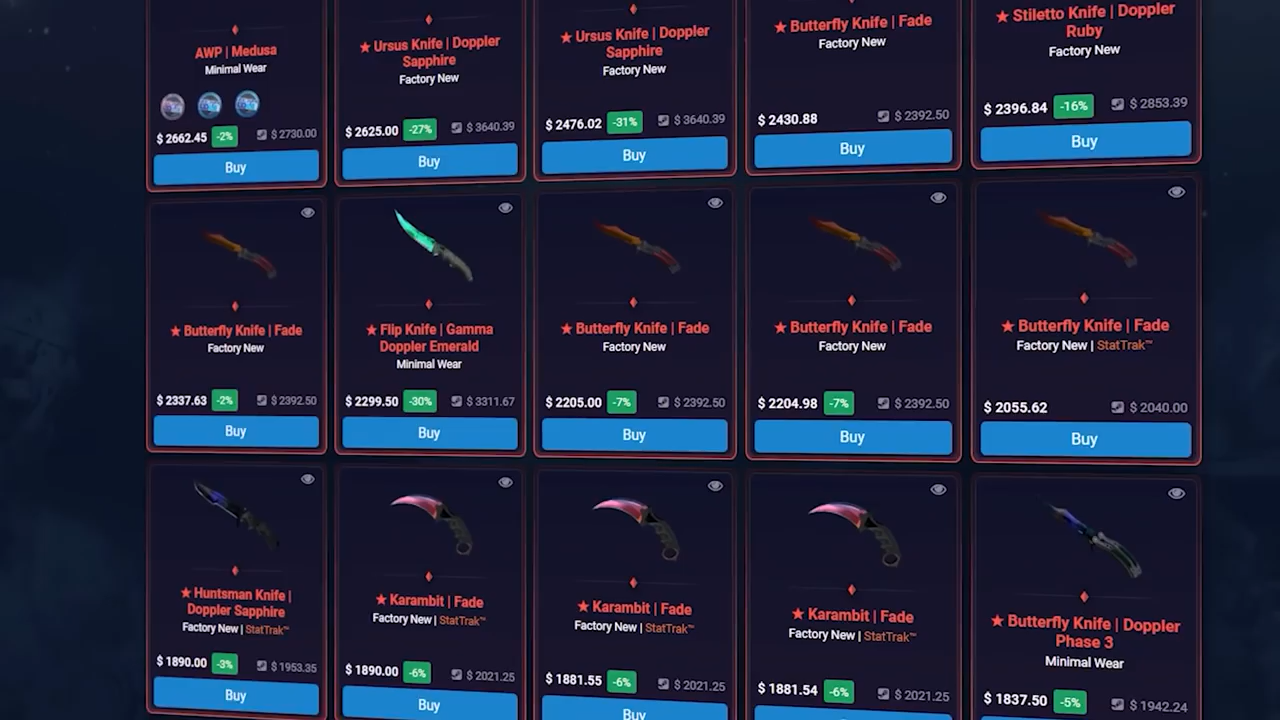 AWP | Medusa
Minimal Wear
$ 2662.45 -2% $ 2730.00
Buy
★ Ursus Knife | Doppler
Sapphire
Factory New
$ 2625.00 -27% $ 3640.39
Buy
★ Ursus Knife | Doppler
Sapphire
Factory New
$ 2476.02 -31% $ 3640.39
Buy
★ Butterfly Knife | Fade
Factory New
$ 2430.88 $ 2392.50
Buy
★ Stiletto Knife | Doppler
Ruby
Factory New
$ 2396.84 -16% $ 2853.39
Buy
★ Butterfly Knife | Fade
Factory New
$ 2337.63 -2% $ 2392.50
Buy
★ Flip Knife | Gamma
Doppler Emerald
Minimal Wear
$ 2299.50 -30% $ 3311.67
Buy
★ Butterfly Knife | Fade
Factory New
$ 2205.00 -7% $ 2392.50
Buy
★ Butterfly Knife | Fade
Factory New
$ 2204.98 -7% $ 2392.50
Buy
★ Butterfly Knife | Fade
Factory New | StatTrak™
$ 2055.62 $ 2040.00
Buy
★ Huntsman Knife |
Doppler Sapphire
Factory New | StatTrak™
$ 1890.00 -3% $ 1953.35
Buy
★ Karambit | Fade
Factory New | StatTrak™
$ 1890.00 -6% $ 2021.25
Buy
★ Karambit | Fade
Factory New | StatTrak™
$ 1881.55 -6% $ 2021.25
Buy
★ Karambit | Fade
Factory New | StatTrak™
$ 1881.54 -6% $ 2021.25
★ Butterfly Knife | Doppler
Phase 3
Minimal Wear
$ 1837.50 -5% $ 1942.24